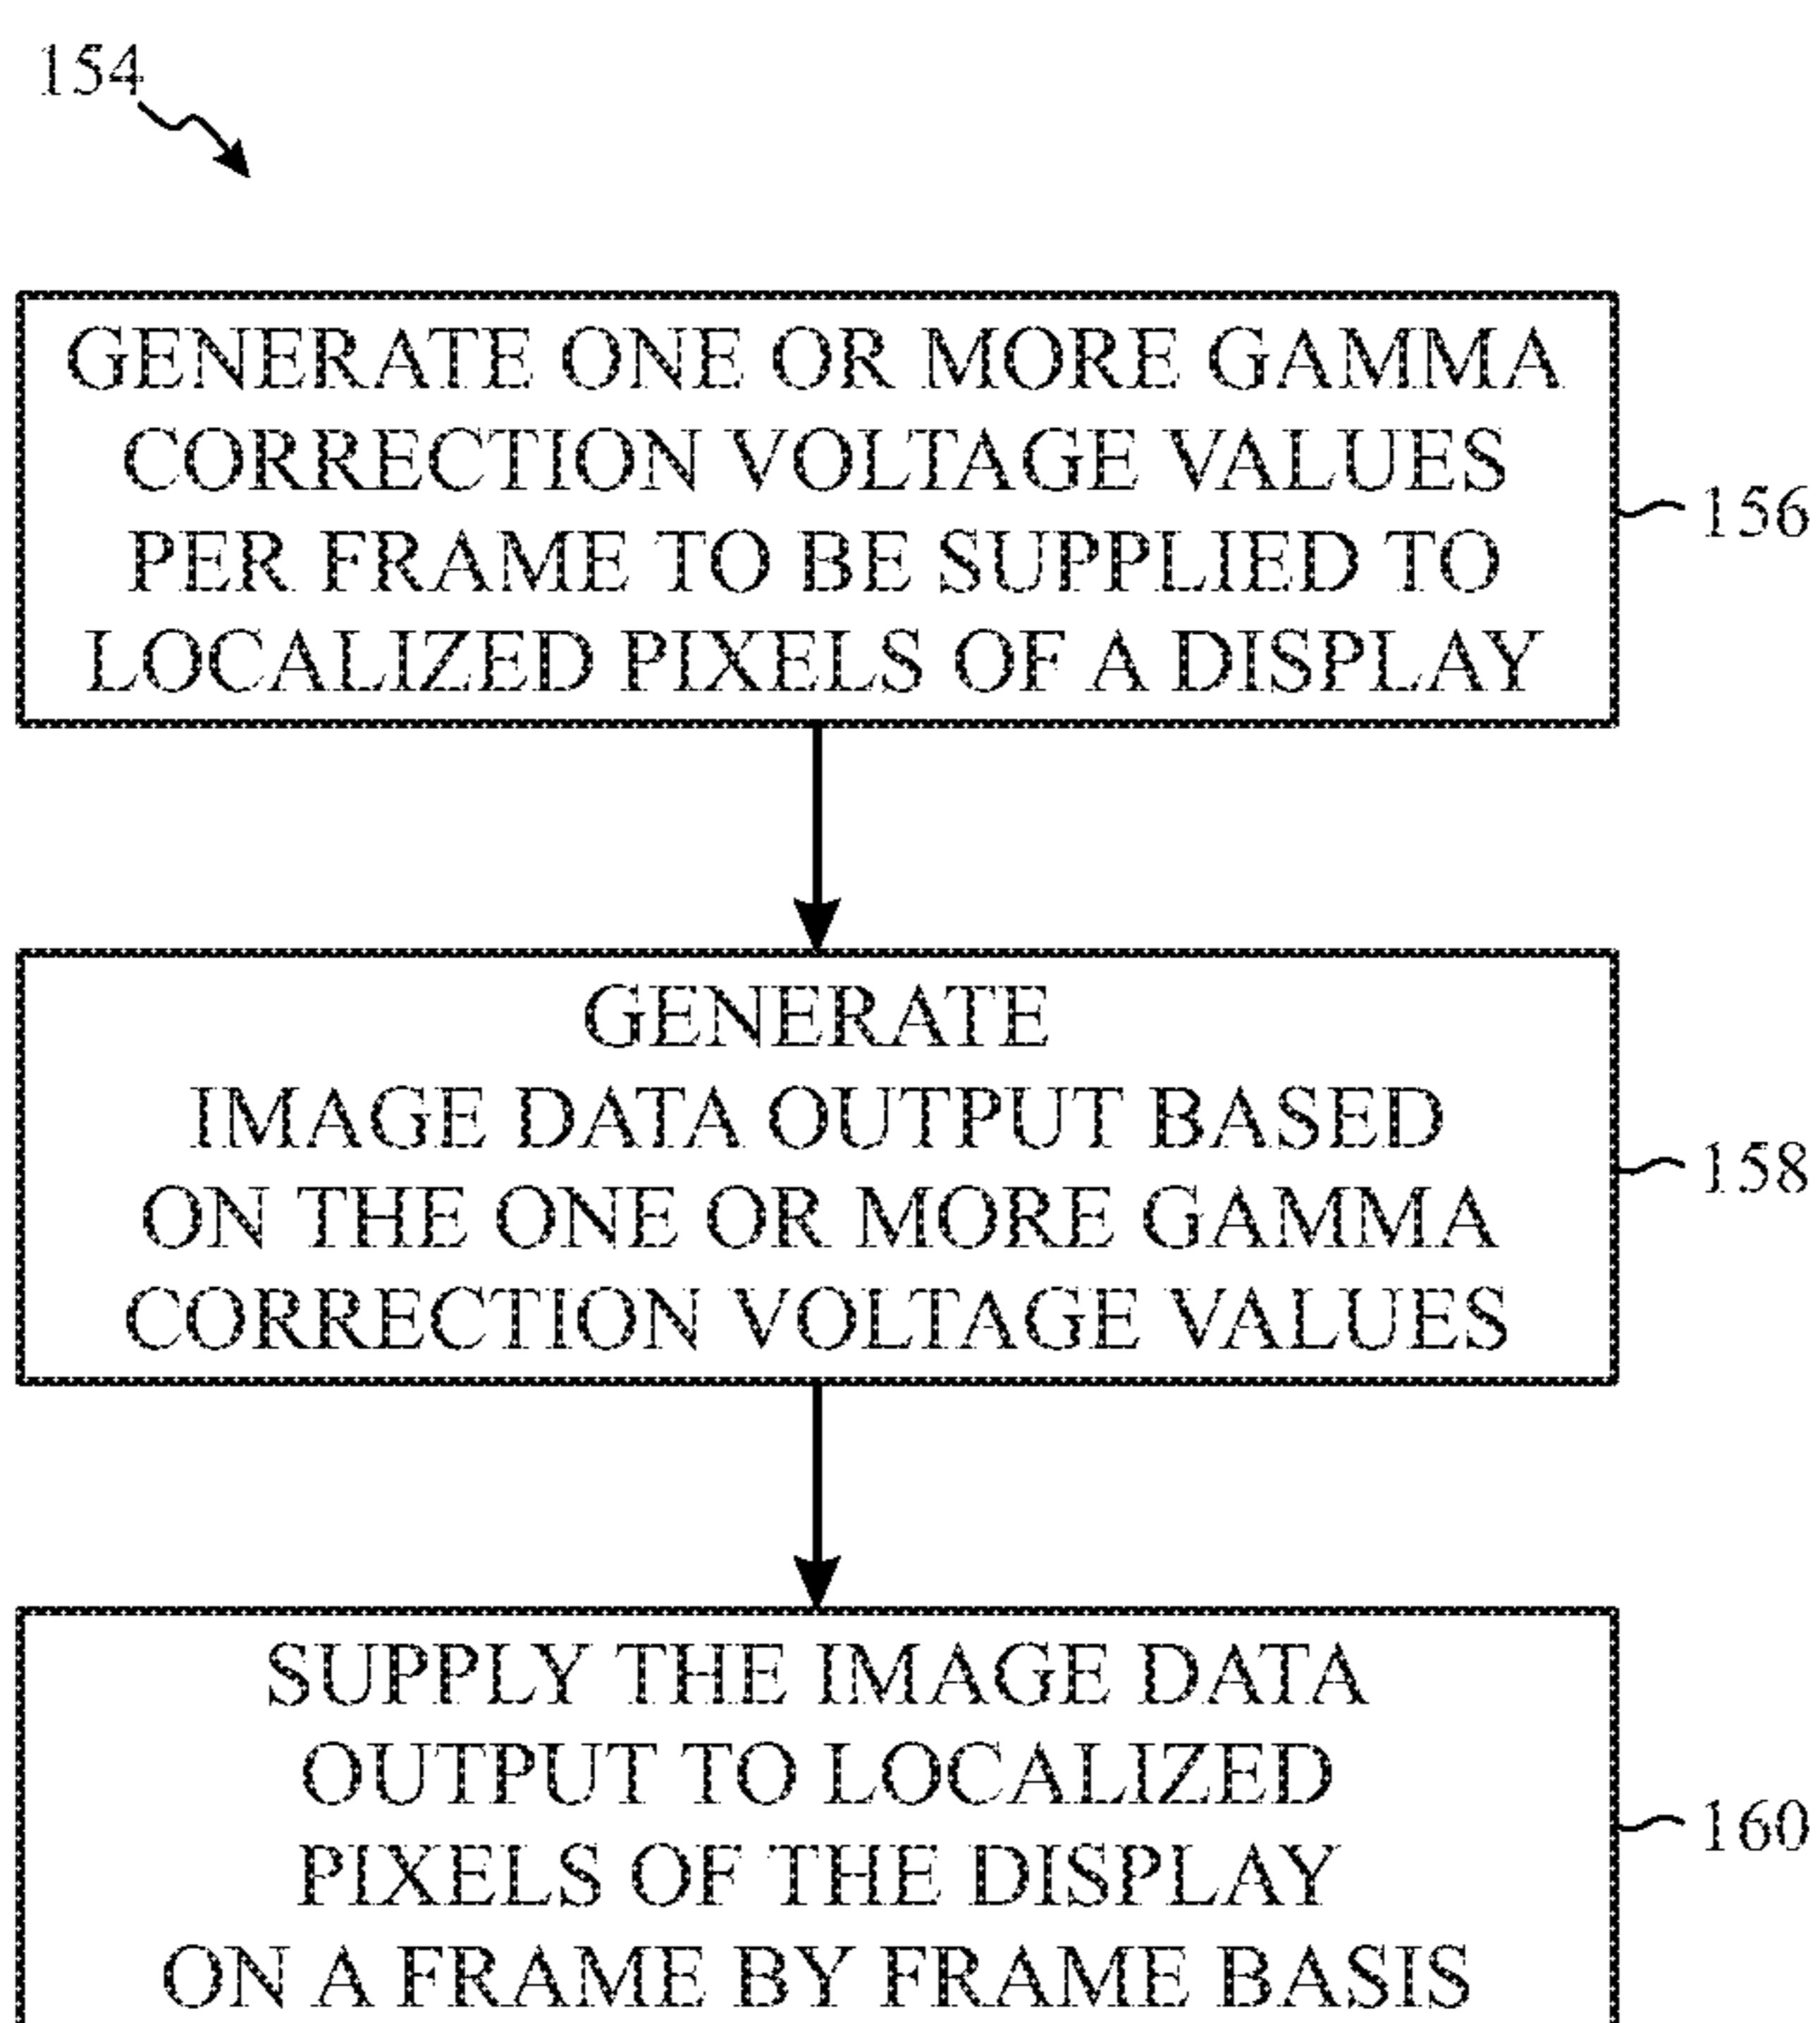 154
GENERATE ONE OR MORE GAMMA
CORRECTION VOLTAGE VALUES
PER FRAME TO BE SUPPLIED TO
LOCALIZED PIXELS OF A DISPLAY
156
GENERATE
IMAGE DATA OUTPUT BASED
ON THE ONE OR MORE GAMMA
CORRECTION VOLTAGE VALUES
158
SUPPLY THE IMAGE DATA
OUTPUT TO LOCALIZED
PIXELS OF THE DISPLAY
ON A FRAME BY FRAME BASIS
160